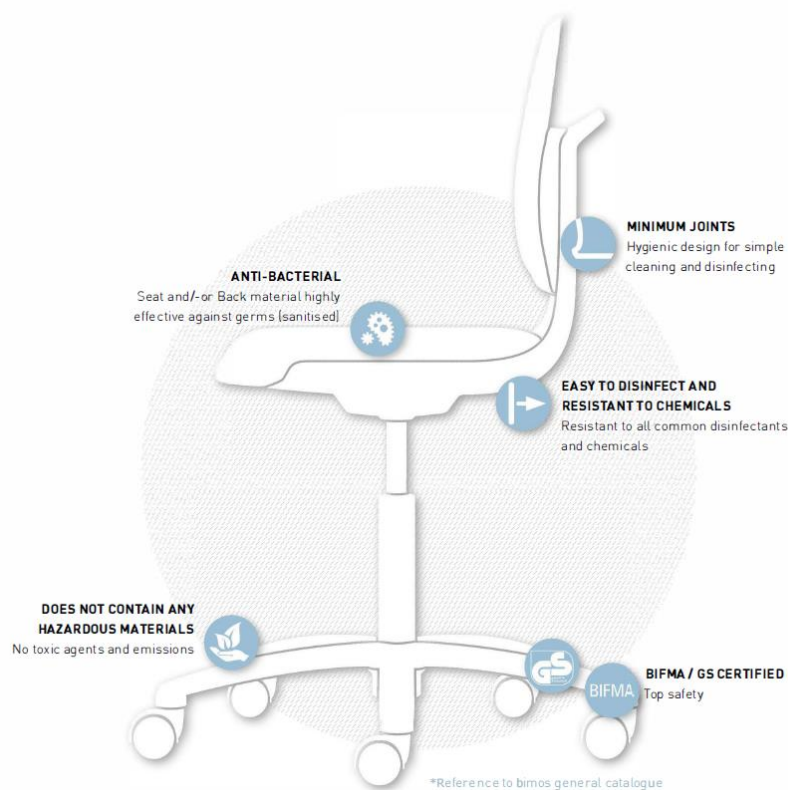 MINIMUM JOINTS
Hygienic design for simple
cleaning and disinfecting
ANTI-BACTERIAL
Seat and/-or Back material highly
effective against germs (sanitised)
EASY TO DISINFECT AND
RESISTANT TO CHEMICALS
Resistant to all common disinfectants
and chemicals
DOES NOT CONTAIN ANY
HAZARDOUS MATERIALS
No toxic agents and emissions
GS
BIFMA
BIFMA / GS CERTIFIED
Top safety
*Reference to bimos general catalogue